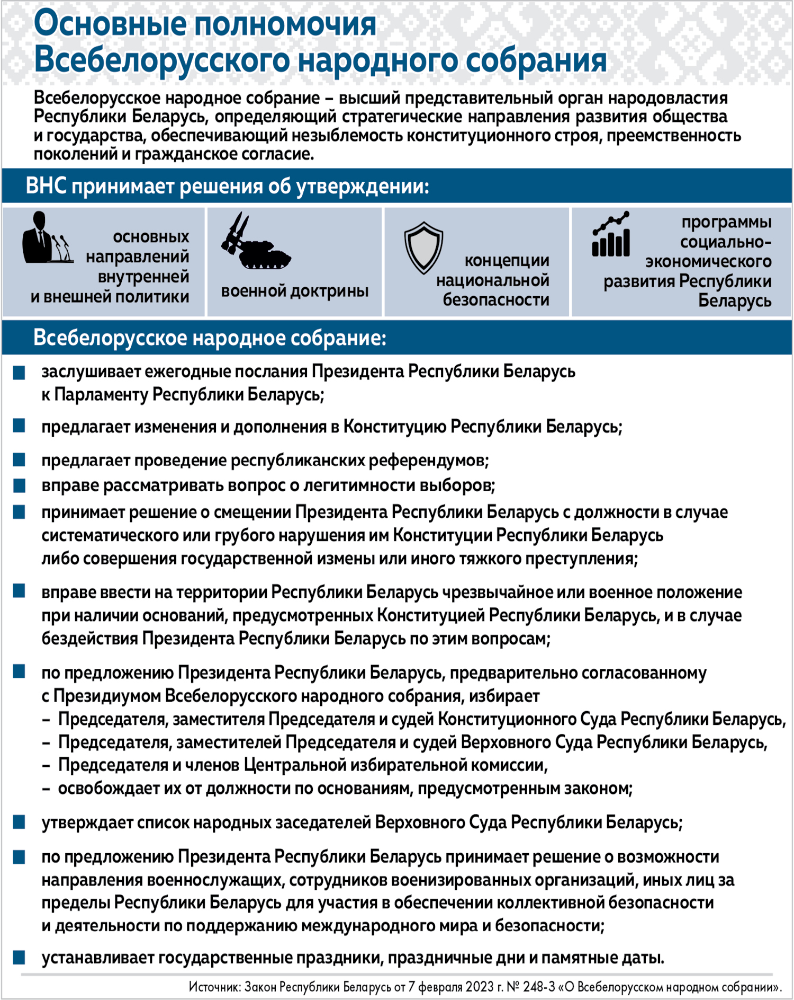 Основные полномочия
Всебелорусского народного собрания
Всебелорусское народное собрание – высший представительный орган народовластия
Республики Беларусь, определяющий стратегические направления развития общества
и государства, обеспечивающий незыблемость конституционного строя, преемственность
поколений и гражданское согласие.
ВНС принимает решения об утверждении:
основных
направлений
внутренней
и внешней политики
военной доктрины
концепции
национальной
безопасности
программы
социально-
экономического
развития Республики
Беларусь
Всебелорусское народное собрание:
заслушивает ежегодные послания Президента Республики Беларусь
к Парламенту Республики Беларусь;
предлагает изменения и дополнения в Конституцию Республики Беларусь;
предлагает проведение республиканских референдумов;
вправе рассматривать вопрос о легитимности выборов;
принимает решение о смещении Президента Республики Беларусь с должности в случае
систематического или грубого нарушения им Конституции Республики Беларусь
либо совершения государственной измены или иного тяжкого преступления;
вправе ввести на территории Республики Беларусь чрезвычайное или военное положение
при наличии оснований, предусмотренных Конституцией Республики Беларусь, и в случае
бездействия Президента Республики Беларусь по этим вопросам;
по предложению Президента Республики Беларусь, предварительно согласованному
с Президиумом Всебелорусского народного собрания, избирает
– Председателя, заместителя Председателя и судей Конституционного Суда Республики Беларусь,
– Председателя, заместителей Председателя и судей Верховного Суда Республики Беларусь,
– Председателя и членов Центральной избирательной комиссии,
– освобождает их от должности по основаниям, предусмотренным законом;
утверждает список народных заседателей Верховного Суда Республики Беларусь;
по предложению Президента Республики Беларусь принимает решение о возможности
направления военнослужащих, сотрудников военизированных организаций, иных лиц за
пределы Республики Беларусь для участия в обеспечении коллективной безопасности
и деятельности по поддержанию международного мира и безопасности;
устанавливает государственные праздники, праздничные дни и памятные даты.
Источник: Закон Республики Беларусь от 7 февраля 2023 г. № 248-З «О Всебелорусском народном собрании».